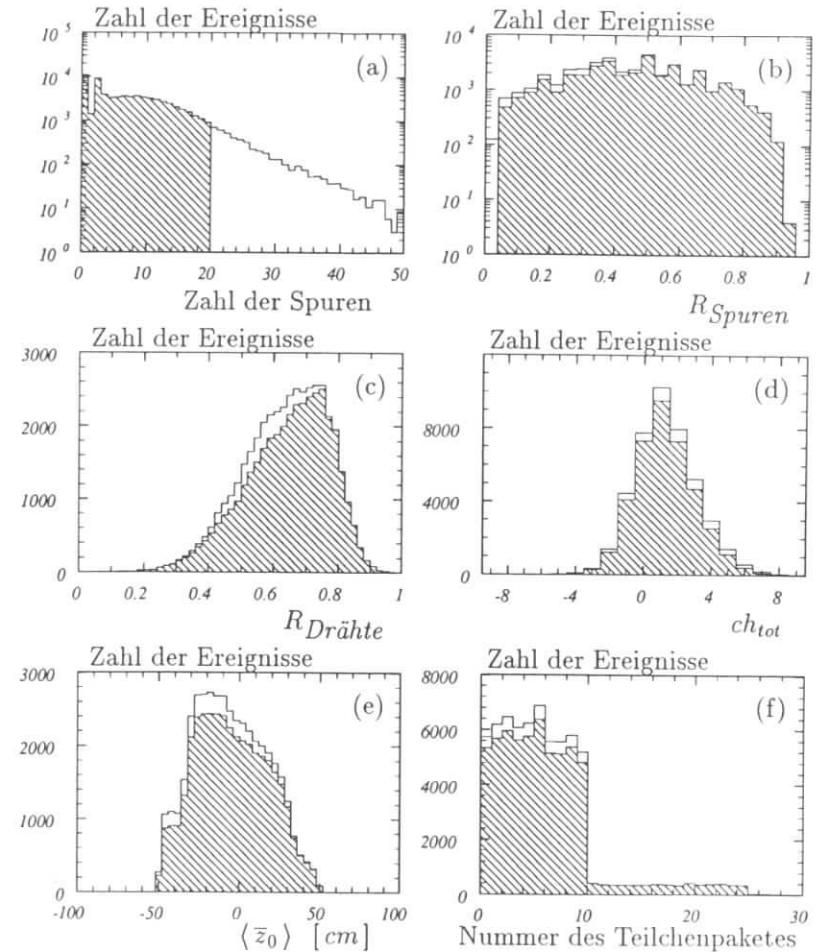 Zahl der Ereignisse
10^5
10^4
10^3
10^2
10^1
10^0
(a)
0 10 20 30 40 50
Zahl der Spuren
Zahl der Ereignisse
10^4
10^3
10^2
10^1
10^0
(b)
0 0.2 0.4 0.6 0.8 1
R_Spuren
Zahl der Ereignisse
3000
2000
1000
0
(c)
0 0.2 0.4 0.6 0.8 1
R_Drähte
Zahl der Ereignisse
8000
4000
0
(d)
-8 -4 0 4 8
ch_tot
Zahl der Ereignisse
3000
2000
1000
0
(e)
-100 -50 0 50 100
⟨ z̅_0 ⟩ [cm]
Zahl der Ereignisse
8000
6000
4000
2000
0
(f)
0 10 20 30
Nummer des Teilchenpaketes